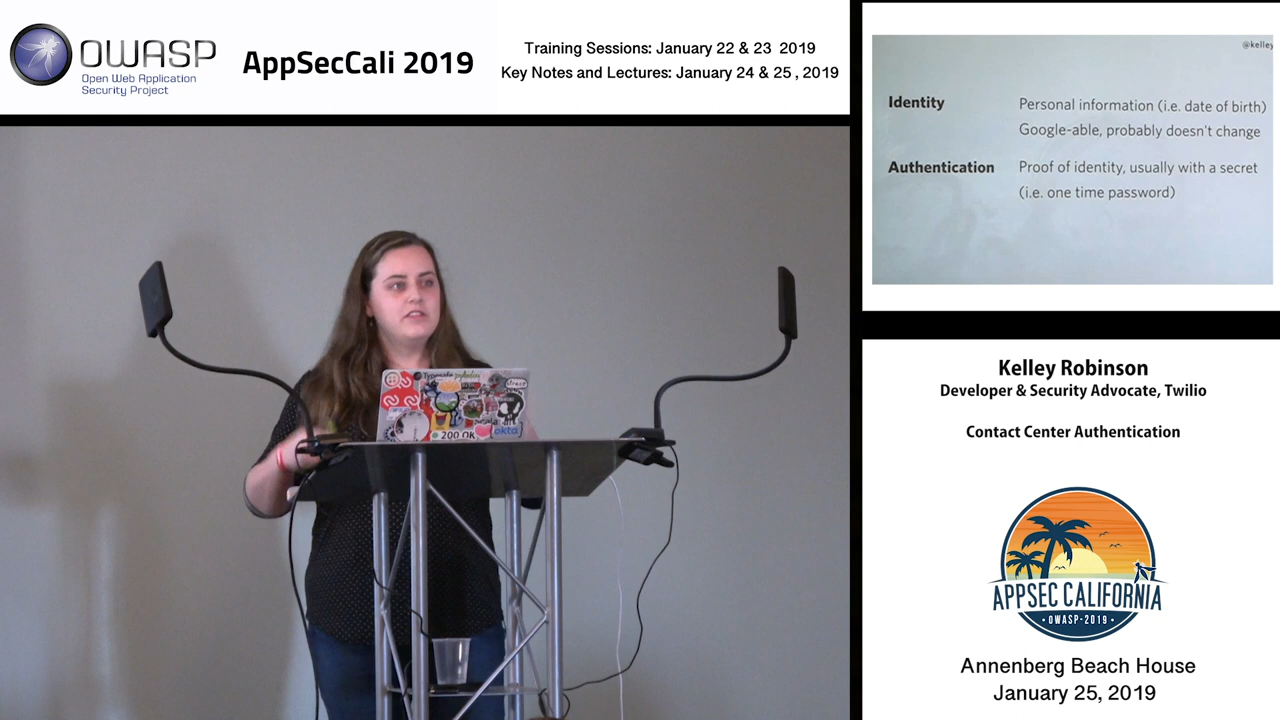 OWASP
Open Web Application
Security Project
AppSecCali 2019
Training Sessions: January 22 & 23 2019
Key Notes and Lectures: January 24 & 25 , 2019
@kelley
Identity
Personal information (i.e. date of birth)
Google-able, probably doesn't change
Authentication
Proof of identity, usually with a secret
(i.e. one time password)
200 OK
okta
Kelley Robinson
Developer & Security Advocate, Twilio
Contact Center Authentication
APPSEC CALIFORNIA
· OWASP-2019 ·
Annenberg Beach House
January 25, 2019